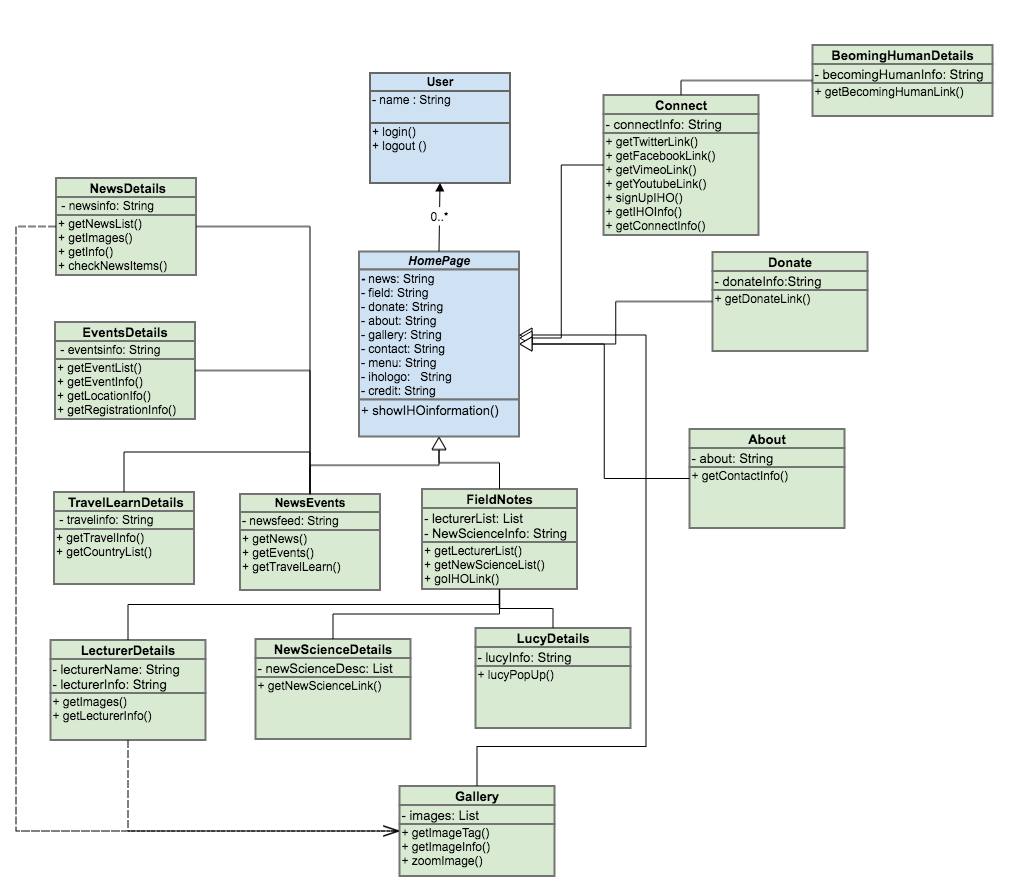 BeomingHumanDetails
- becomingHumanInfo: String
+ getBecomingHumanLink()
User
- name : String
+ login()
+ logout ()
Connect
- connectInfo: String
+ getTwitterLink()
+ getFacebookLink()
+ getVimeoLink()
+ getYoutubeLink()
+ signUpIHO()
+ getIHOInfo()
+ getConnectInfo()
NewsDetails
- newsinfo: String
+ getNewsList()
+ getImages()
+ getInfo()
+ checkNewsItems()
0..*
HomePage
- news: String
- field: String
- donate: String
- about: String
- gallery: String
- contact: String
- menu: String
- ihologo: String
- credit: String
+ showIHOinformation()
Donate
- donateInfo:String
+ getDonateLink()
EventsDetails
- eventsinfo: String
+ getEventList()
+ getEventInfo()
+ getLocationIfo()
+ getRegistrationInfo()
About
- about: String
+ getContactInfo()
TravelLearnDetails
- travelinfo: String
+ getTravelInfo()
+ getCountryList()
NewsEvents
- newsfeed: String
+ getNews()
+ getEvents()
+ getTravelLearn()
FieldNotes
- lecturerList: List
- NewScienceInfo: String
+ getLecturerList()
+ getNewScienceList()
+ goIHOLink()
LecturerDetails
- lecturerName: String
- lecturerInfo: String
+ getImages()
+ getLecturerInfo()
NewScienceDetails
- newScienceDesc: List
+ getNewScienceLink()
LucyDetails
- lucyInfo: String
+ lucyPopUp()
Gallery
- images: List
+ getImageTag()
+ getImageInfo()
+ zoomImage()